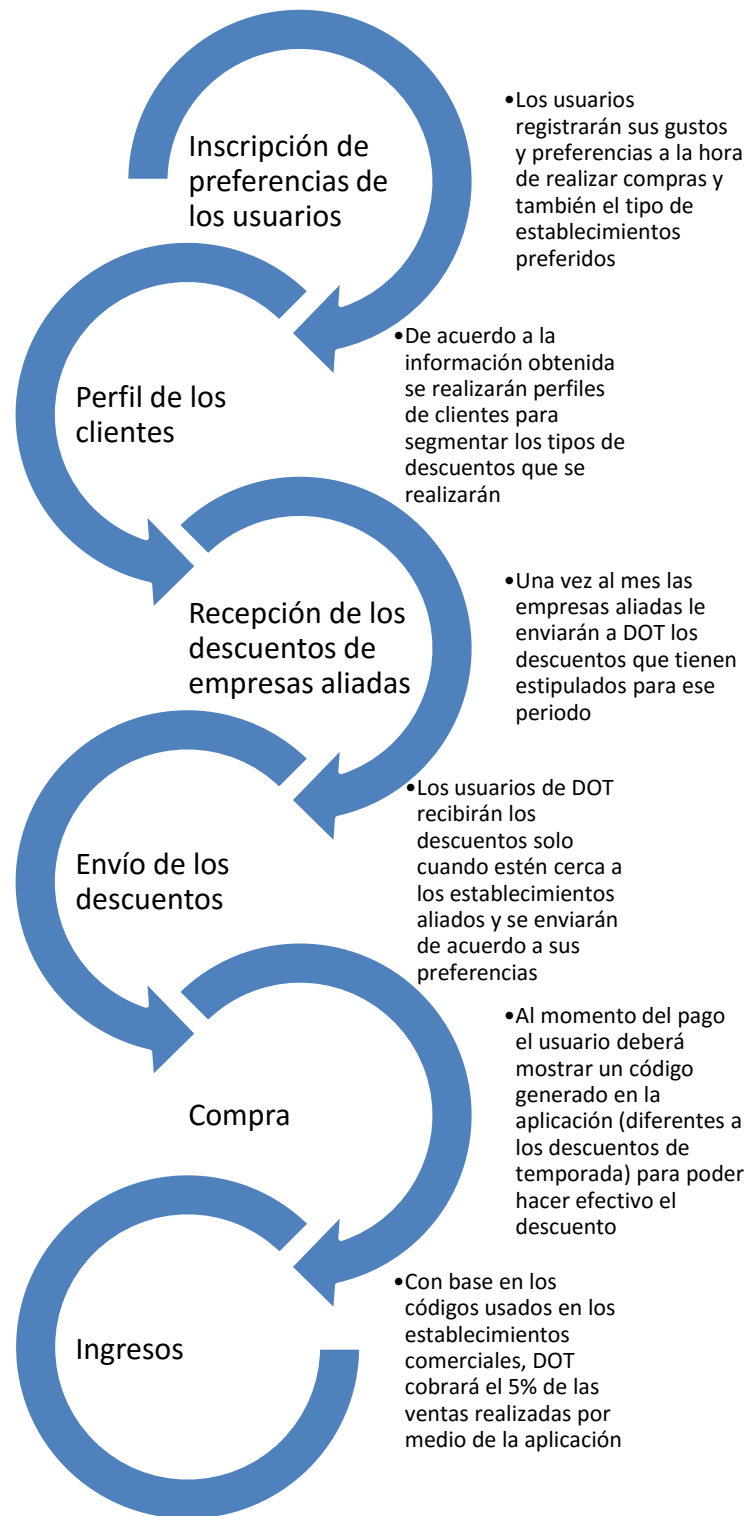 Inscripción de
preferencias de
los usuarios
•Los usuarios
registrarán sus gustos
y preferencias a la hora
de realizar compras y
también el tipo de
establecimientos
preferidos
Perfil de los
clientes
•De acuerdo a la
información obtenida
se realizarán perfiles
de clientes para
segmentar los tipos de
descuentos que se
realizarán
Recepción de los
descuentos de
empresas aliadas
•Una vez al mes las
empresas aliadas le
enviarán a DOT los
descuentos que tienen
estipulados para ese
periodo
Envío de los
descuentos
•Los usuarios de DOT
recibirán los
descuentos solo
cuando estén cerca a
los establecimientos
aliados y se enviarán
de acuerdo a sus
preferencias
Compra
•Al momento del pago
el usuario deberá
mostrar un código
generado en la
aplicación (diferentes a
los descuentos de
temporada) para poder
hacer efectivo el
descuento
Ingresos
•Con base en los
códigos usados en los
establecimientos
comerciales, DOT
cobrará el 5% de las
ventas realizadas por
medio de la aplicación